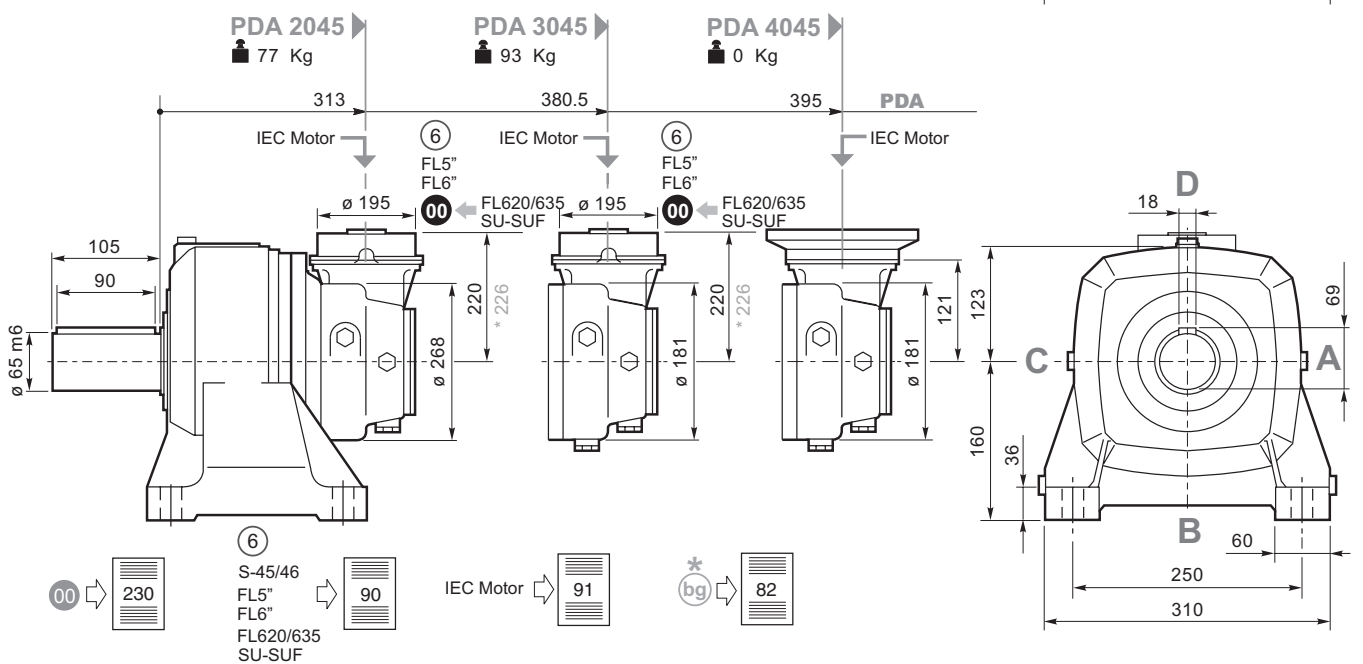 PDA 2045
77 Kg
PDA 3045
93 Kg
PDA 4045
0 Kg
313
380.5
395
PDA
IEC Motor
6
FL5”
FL6”
00
FL620/635
SU-SUF
IEC Motor
6
FL5”
FL6”
00
FL620/635
SU-SUF
IEC Motor
ø 195
ø 195
105
90
ø 65 m6
220
* 226
ø 268
220
* 226
ø 181
121
ø 181
D
18
123
69
C
A
160
36
B
60
250
310
00
230
6
S-45/46
FL5”
FL6”
FL620/635
SU-SUF
90
IEC Motor
91
*
bg
82